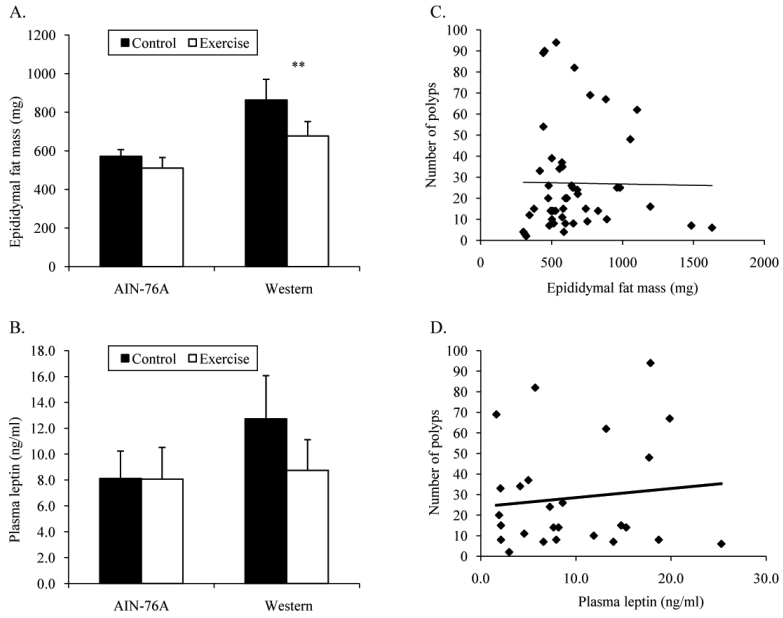 A.
Control Exercise
**
Epididymal fat mass (mg)
1200
1000
800
600
400
200
0
AIN-76A Western
B.
Control Exercise
Plasma leptin (ng/ml)
18.0
16.0
14.0
12.0
10.0
8.0
6.0
4.0
2.0
0.0
AIN-76A Western
C.
Number of polyps
100
90
80
70
60
50
40
30
20
10
0
0 500 1000 1500 2000
Epididymal fat mass (mg)
D.
Number of polyps
100
90
80
70
60
50
40
30
20
10
0
0.0 10.0 20.0 30.0
Plasma leptin (ng/ml)